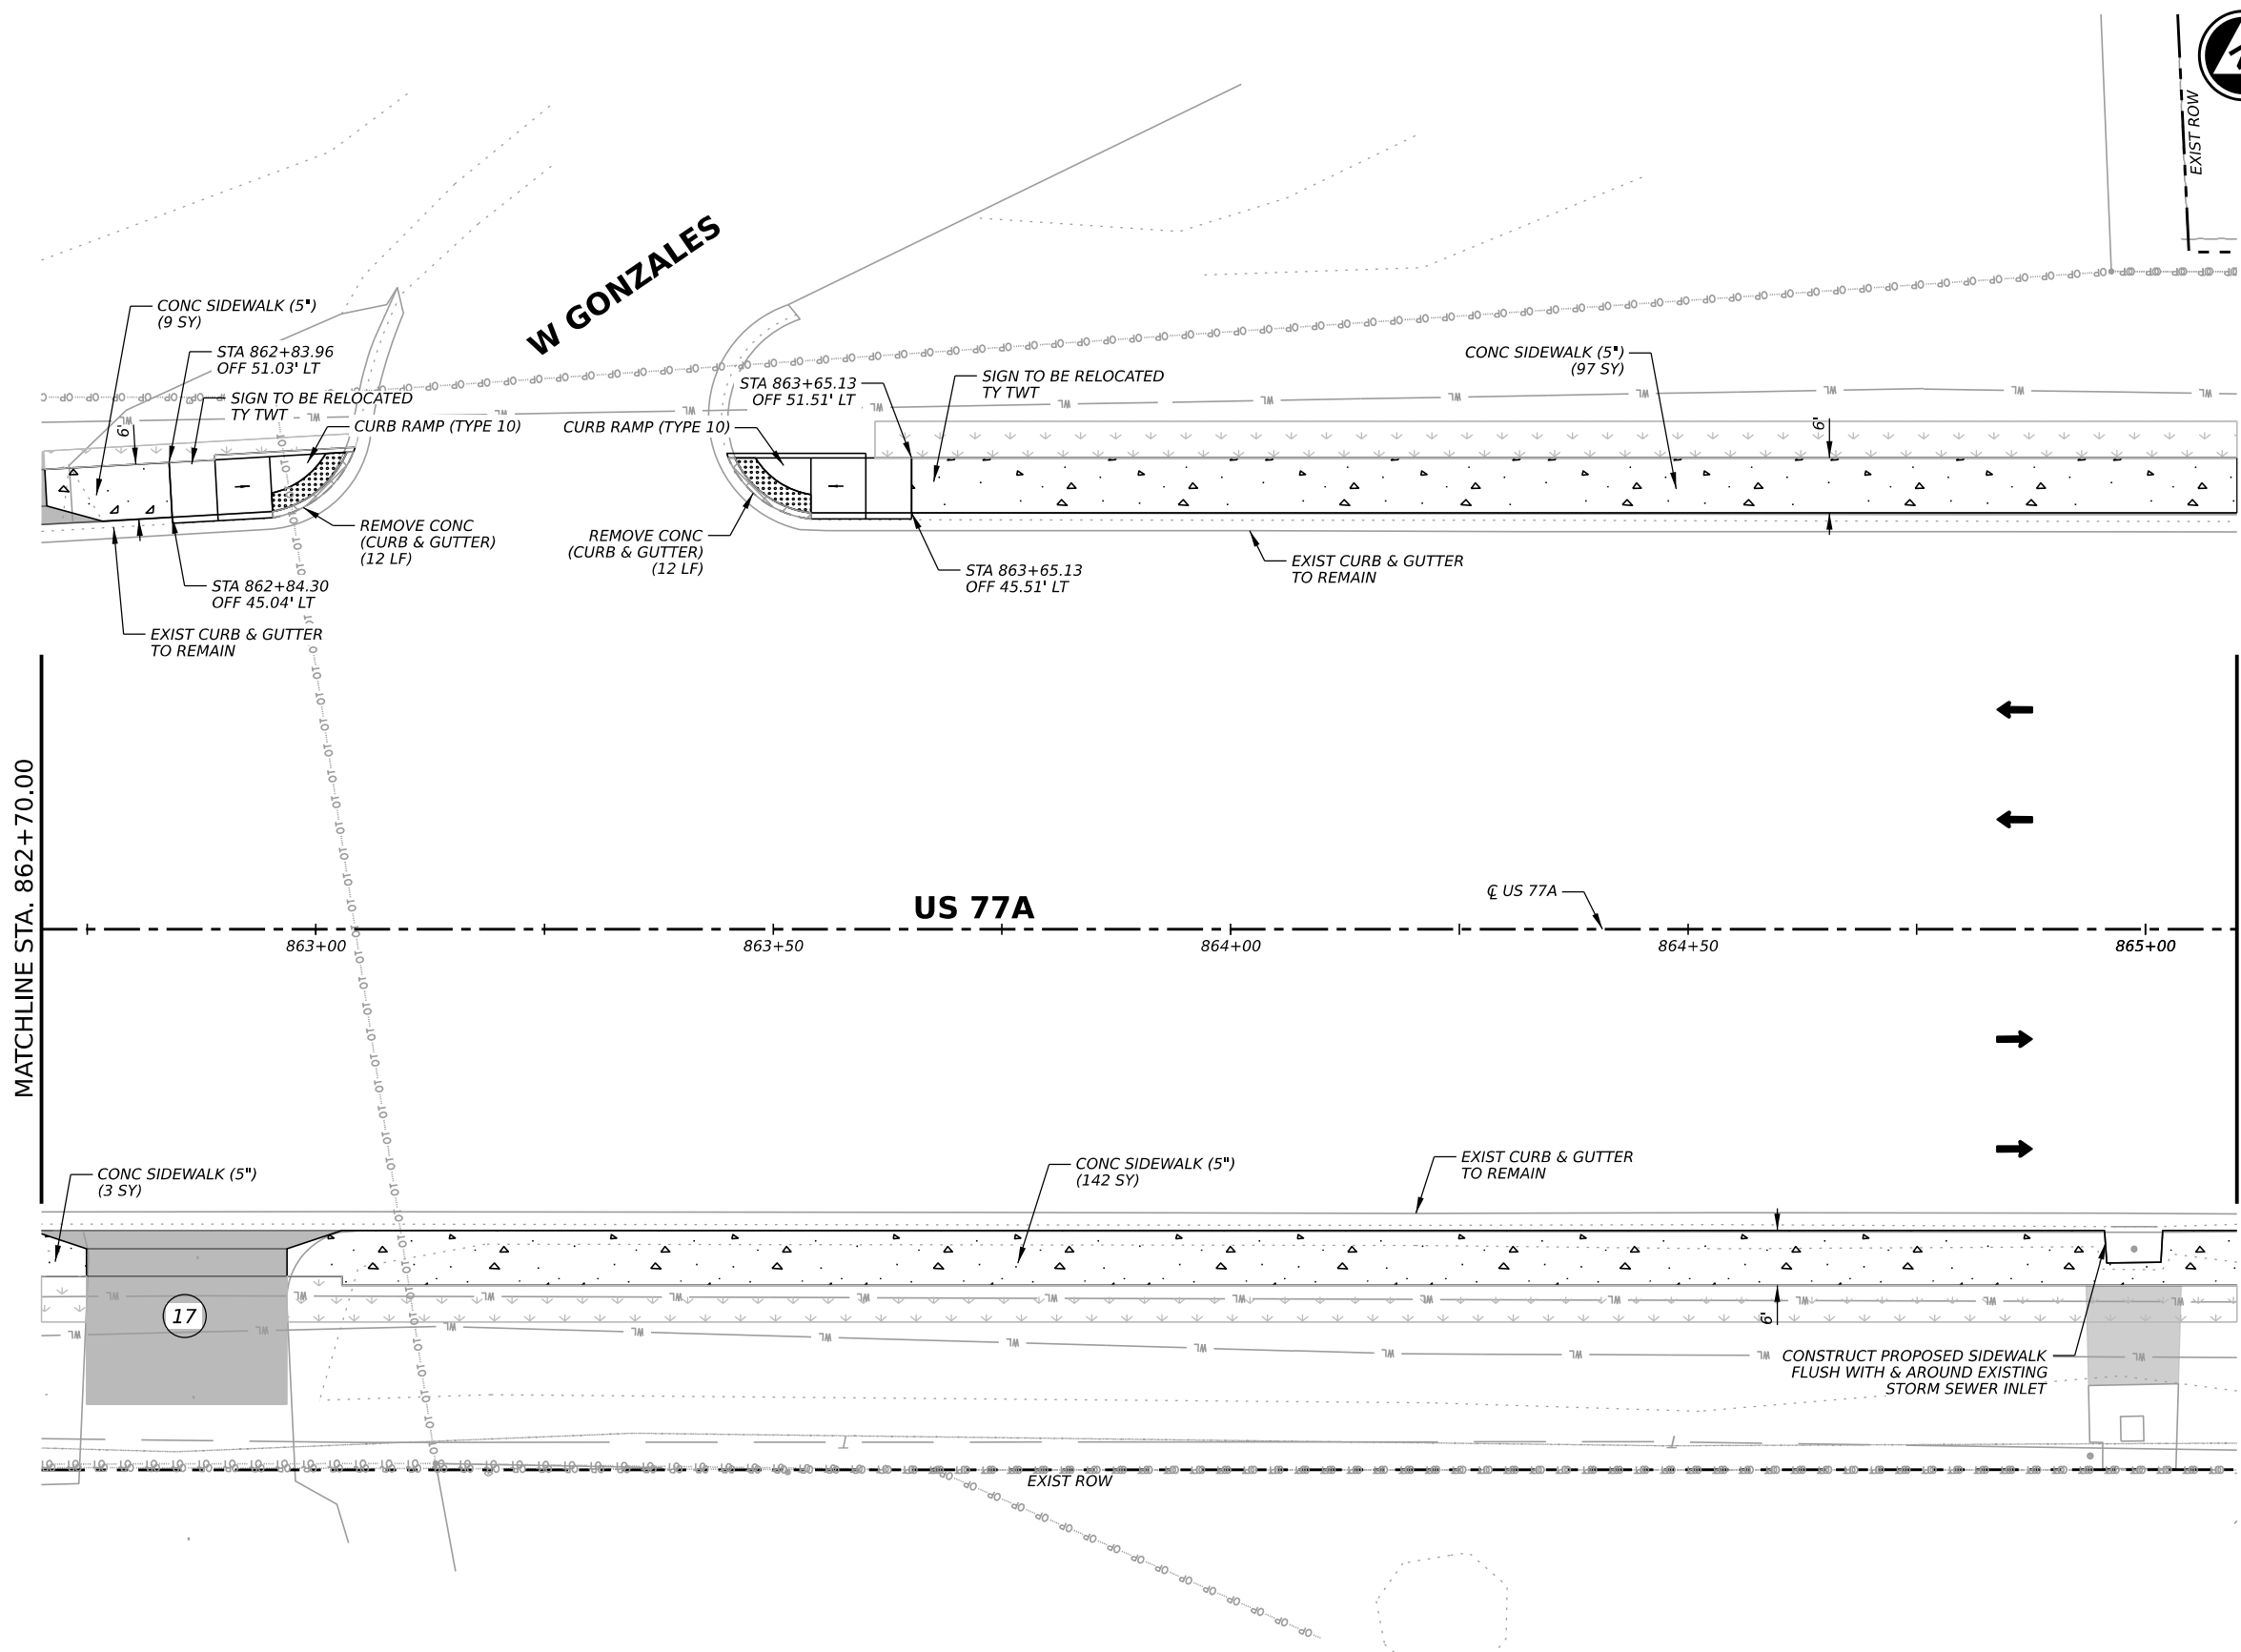 EXIST ROW
W GONZALES
CONC SIDEWALK (5")
(9 SY)
STA 862+83.96
OFF 51.03' LT
SIGN TO BE RELOCATED
TY TWT
CURB RAMP (TYPE 10)
6'
REMOVE CONC
(CURB & GUTTER)
(12 LF)
STA 862+84.30
OFF 45.04' LT
EXIST CURB & GUTTER
TO REMAIN
STA 863+65.13
OFF 51.51' LT
CURB RAMP (TYPE 10)
SIGN TO BE RELOCATED
TY TWT
CONC SIDEWALK (5")
(97 SY)
6'
REMOVE CONC
(CURB & GUTTER)
(12 LF)
STA 863+65.13
OFF 45.51' LT
EXIST CURB & GUTTER
TO REMAIN
MATCHLINE STA. 862+70.00
US 77A
℄ US 77A
863+00
863+50
864+00
864+50
865+00
CONC SIDEWALK (5")
(3 SY)
CONC SIDEWALK (5")
(142 SY)
EXIST CURB & GUTTER
TO REMAIN
17
6'
CONSTRUCT PROPOSED SIDEWALK
FLUSH WITH & AROUND EXISTING
STORM SEWER INLET
EXIST ROW